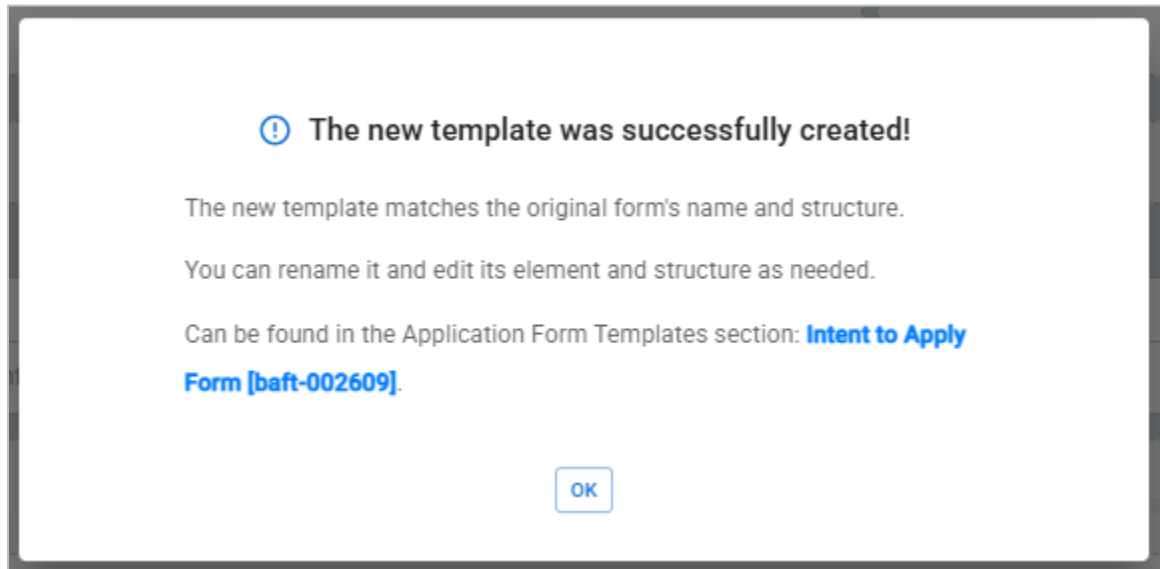 The new template was successfully created!
The new template matches the original form's name and structure.
You can rename it and edit its element and structure as needed.
Can be found in the Application Form Templates section: Intent to Apply
Form [baft-002609].
OK